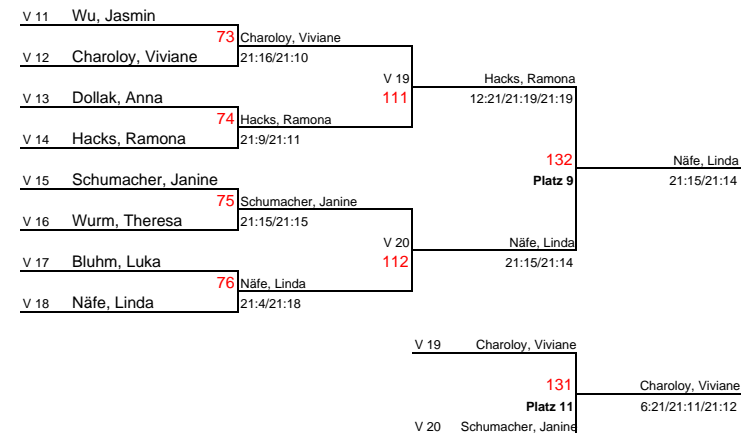 V 11 Wu, Jasmin
73 Charoloy, Viviane
V 12 Charoloy, Viviane 21:16/21:10
V 19 Hacks, Ramona
V 13 Dollak, Anna 111 12:21/21:19/21:19
74 Hacks, Ramona
V 14 Hacks, Ramona 21:9/21:11
132 Näfe, Linda
V 15 Schumacher, Janine Platz 9 21:15/21:14
75 Schumacher, Janine
V 16 Wurm, Theresa 21:15/21:15
V 20 Näfe, Linda
V 17 Bluhm, Luka 112 21:15/21:14
76 Näfe, Linda
V 18 Näfe, Linda 21:4/21:18
V 19 Charoloy, Viviane
131 Charoloy, Viviane
Platz 11 6:21/21:11/21:12
V 20 Schumacher, Janine